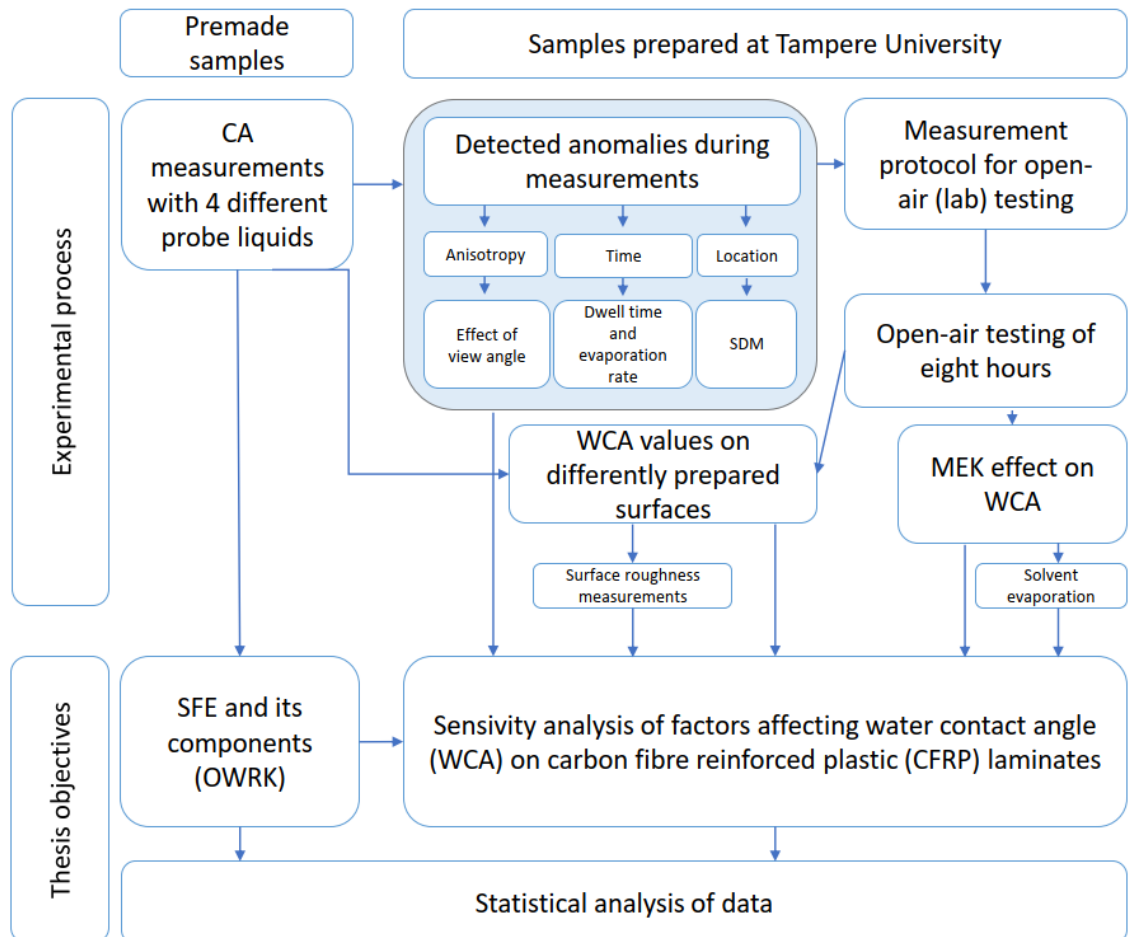 Premade
samples
Samples prepared at Tampere University
Experimental process
CA
measurements
with 4 different
probe liquids
Detected anomalies during
measurements
Anisotropy
Time
Location
Effect of
view angle
Dwell time
and
evaporation
rate
SDM
Measurement
protocol for open-
air (lab) testing
Open-air testing of
eight hours
WCA values on
differently prepared
surfaces
MEK effect on
WCA
Surface roughness
measurements
Solvent
evaporation
Thesis objectives
SFE and its
components
(OWRK)
Sensivity analysis of factors affecting water contact angle
(WCA) on carbon fibre reinforced plastic (CFRP) laminates
Statistical analysis of data